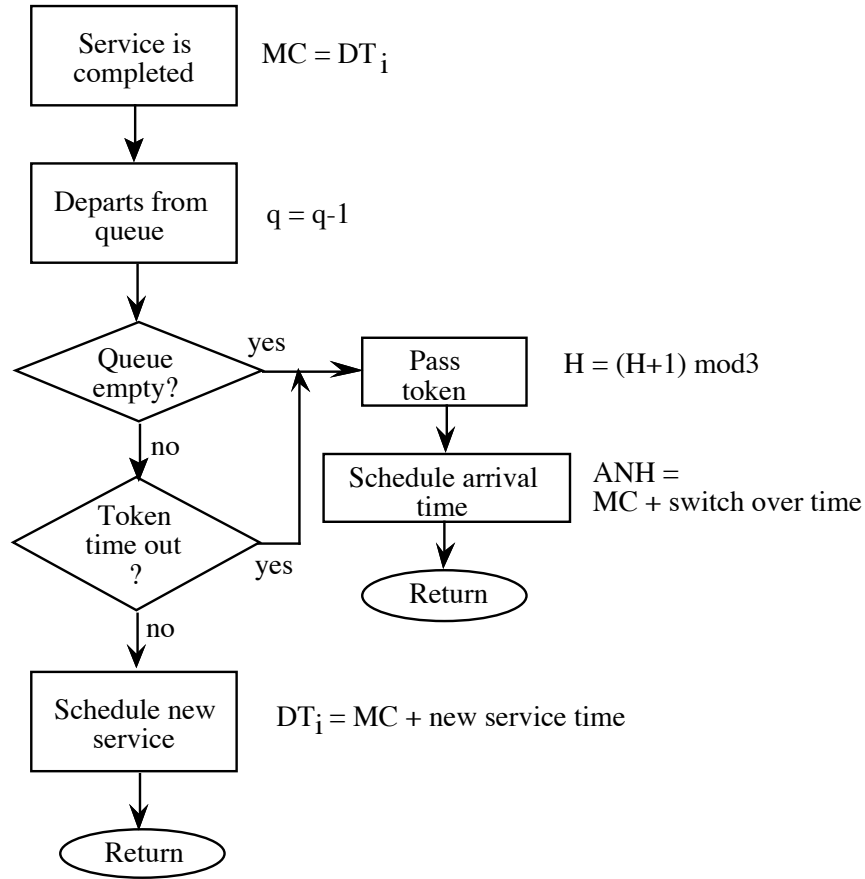 Service is
completed
MC = DTi
Departs from
queue
q = q-1
Queue
empty?
yes
Pass
token
H = (H+1) mod3
no
Schedule arrival
time
ANH =
MC + switch over time
Token
time out
?
yes
Return
no
Schedule new
service
DTi = MC + new service time
Return